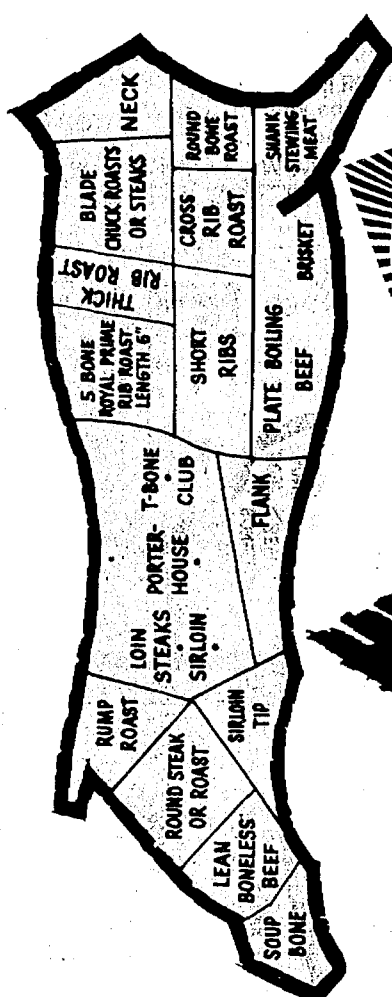 NECK
BLADE
CHUCK ROASTS
OR STEAKS
THICK
RIB ROAST
5 BONE
ROYAL PRIME
RIB ROAST
LENGTH 6"
ROUND
BONE
ROAST
CROSS
RIB
ROAST
SHORT
RIBS
SHANK
STEWING
MEAT
BRISKET
PLATE BOILING
BEEF
T-BONE
CLUB
PORTER-
HOUSE
LOIN
STEAKS
SIRLOIN
FLANK
RUMP
ROAST
ROUND STEAK
OR ROAST
SIRLOIN
TIP
LEAN
BONELESS
BEEF
SOUP
BONE